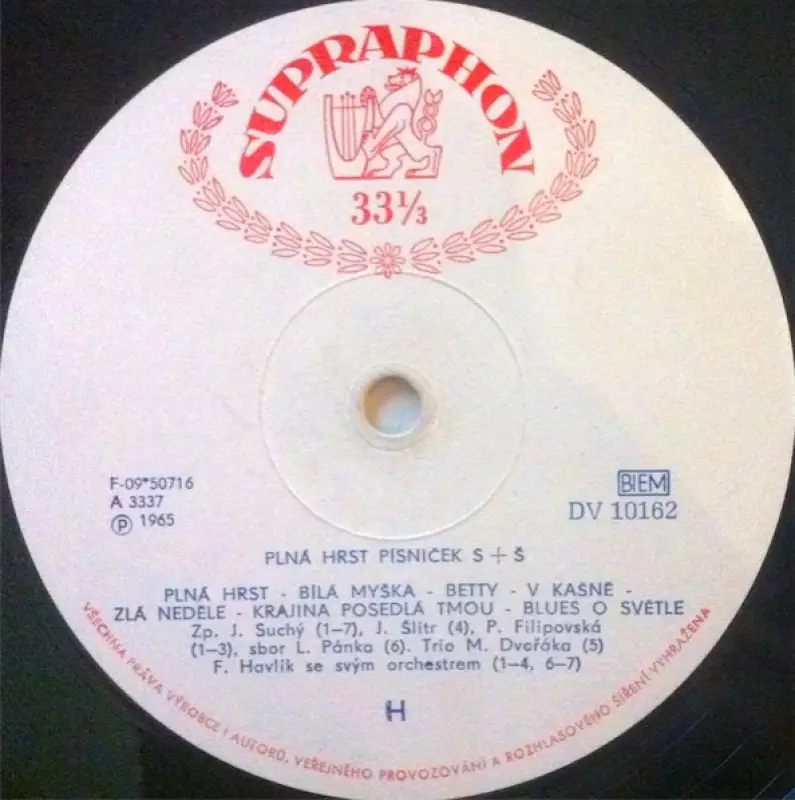 SUPRAPHON
33⅓
F-09*50716
A 3337
Ⓟ 1965
BIEM
DV 10162
PLNÁ HRST PÍSNIČEK S + Š
PLNÁ HRST - BÍLÁ MYŠKA - BETTY - V KAŠNĚ -
ZLÁ NEDĚLE - KRAJINA POSEDLÁ TMOU - BLUES O SVĚTLE
Zp. J. Suchý (1–7), J. Šlitr (4), P. Filipovská
(1–3), sbor L. Pánka (6). Trio M. Dvořáka (5)
F. Havlík se svým orchestrem (1–4, 6–7)
H
VŠECHNA PRÁVA VÝROBCE I AUTORŮ, VEŘEJNÉHO PROVOZOVÁNÍ A ROZHLASOVÉHO ŠÍŘENÍ VYHRAŽENA